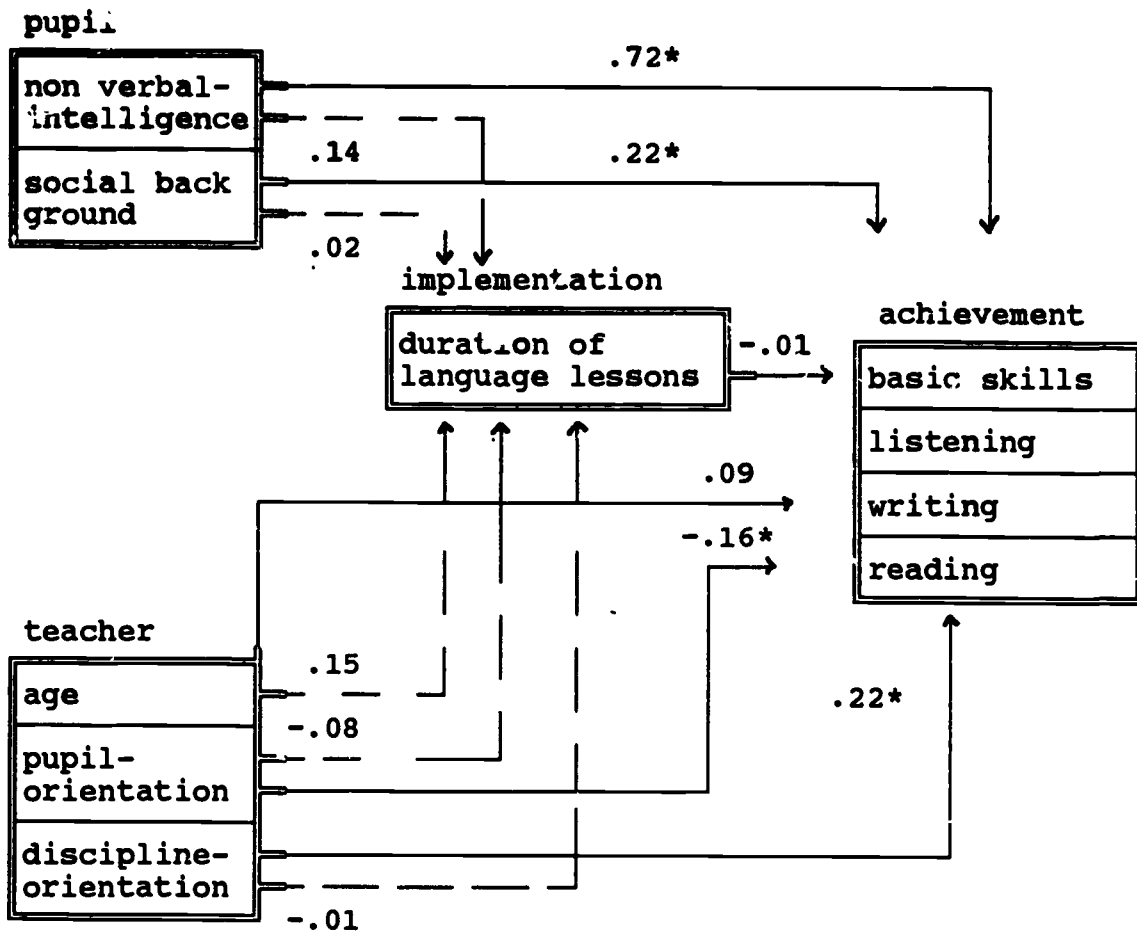 pupil
.72*
non verbal-
intelligence
.14
.22*
social back
ground
.02
implementation
achievement
duration of
language lessons
-.01
basic skills
listening
.09
writing
-.16*
reading
teacher
.15
age
.22*
-.08
pupil-
orientation
discipline-
orientation
-.01